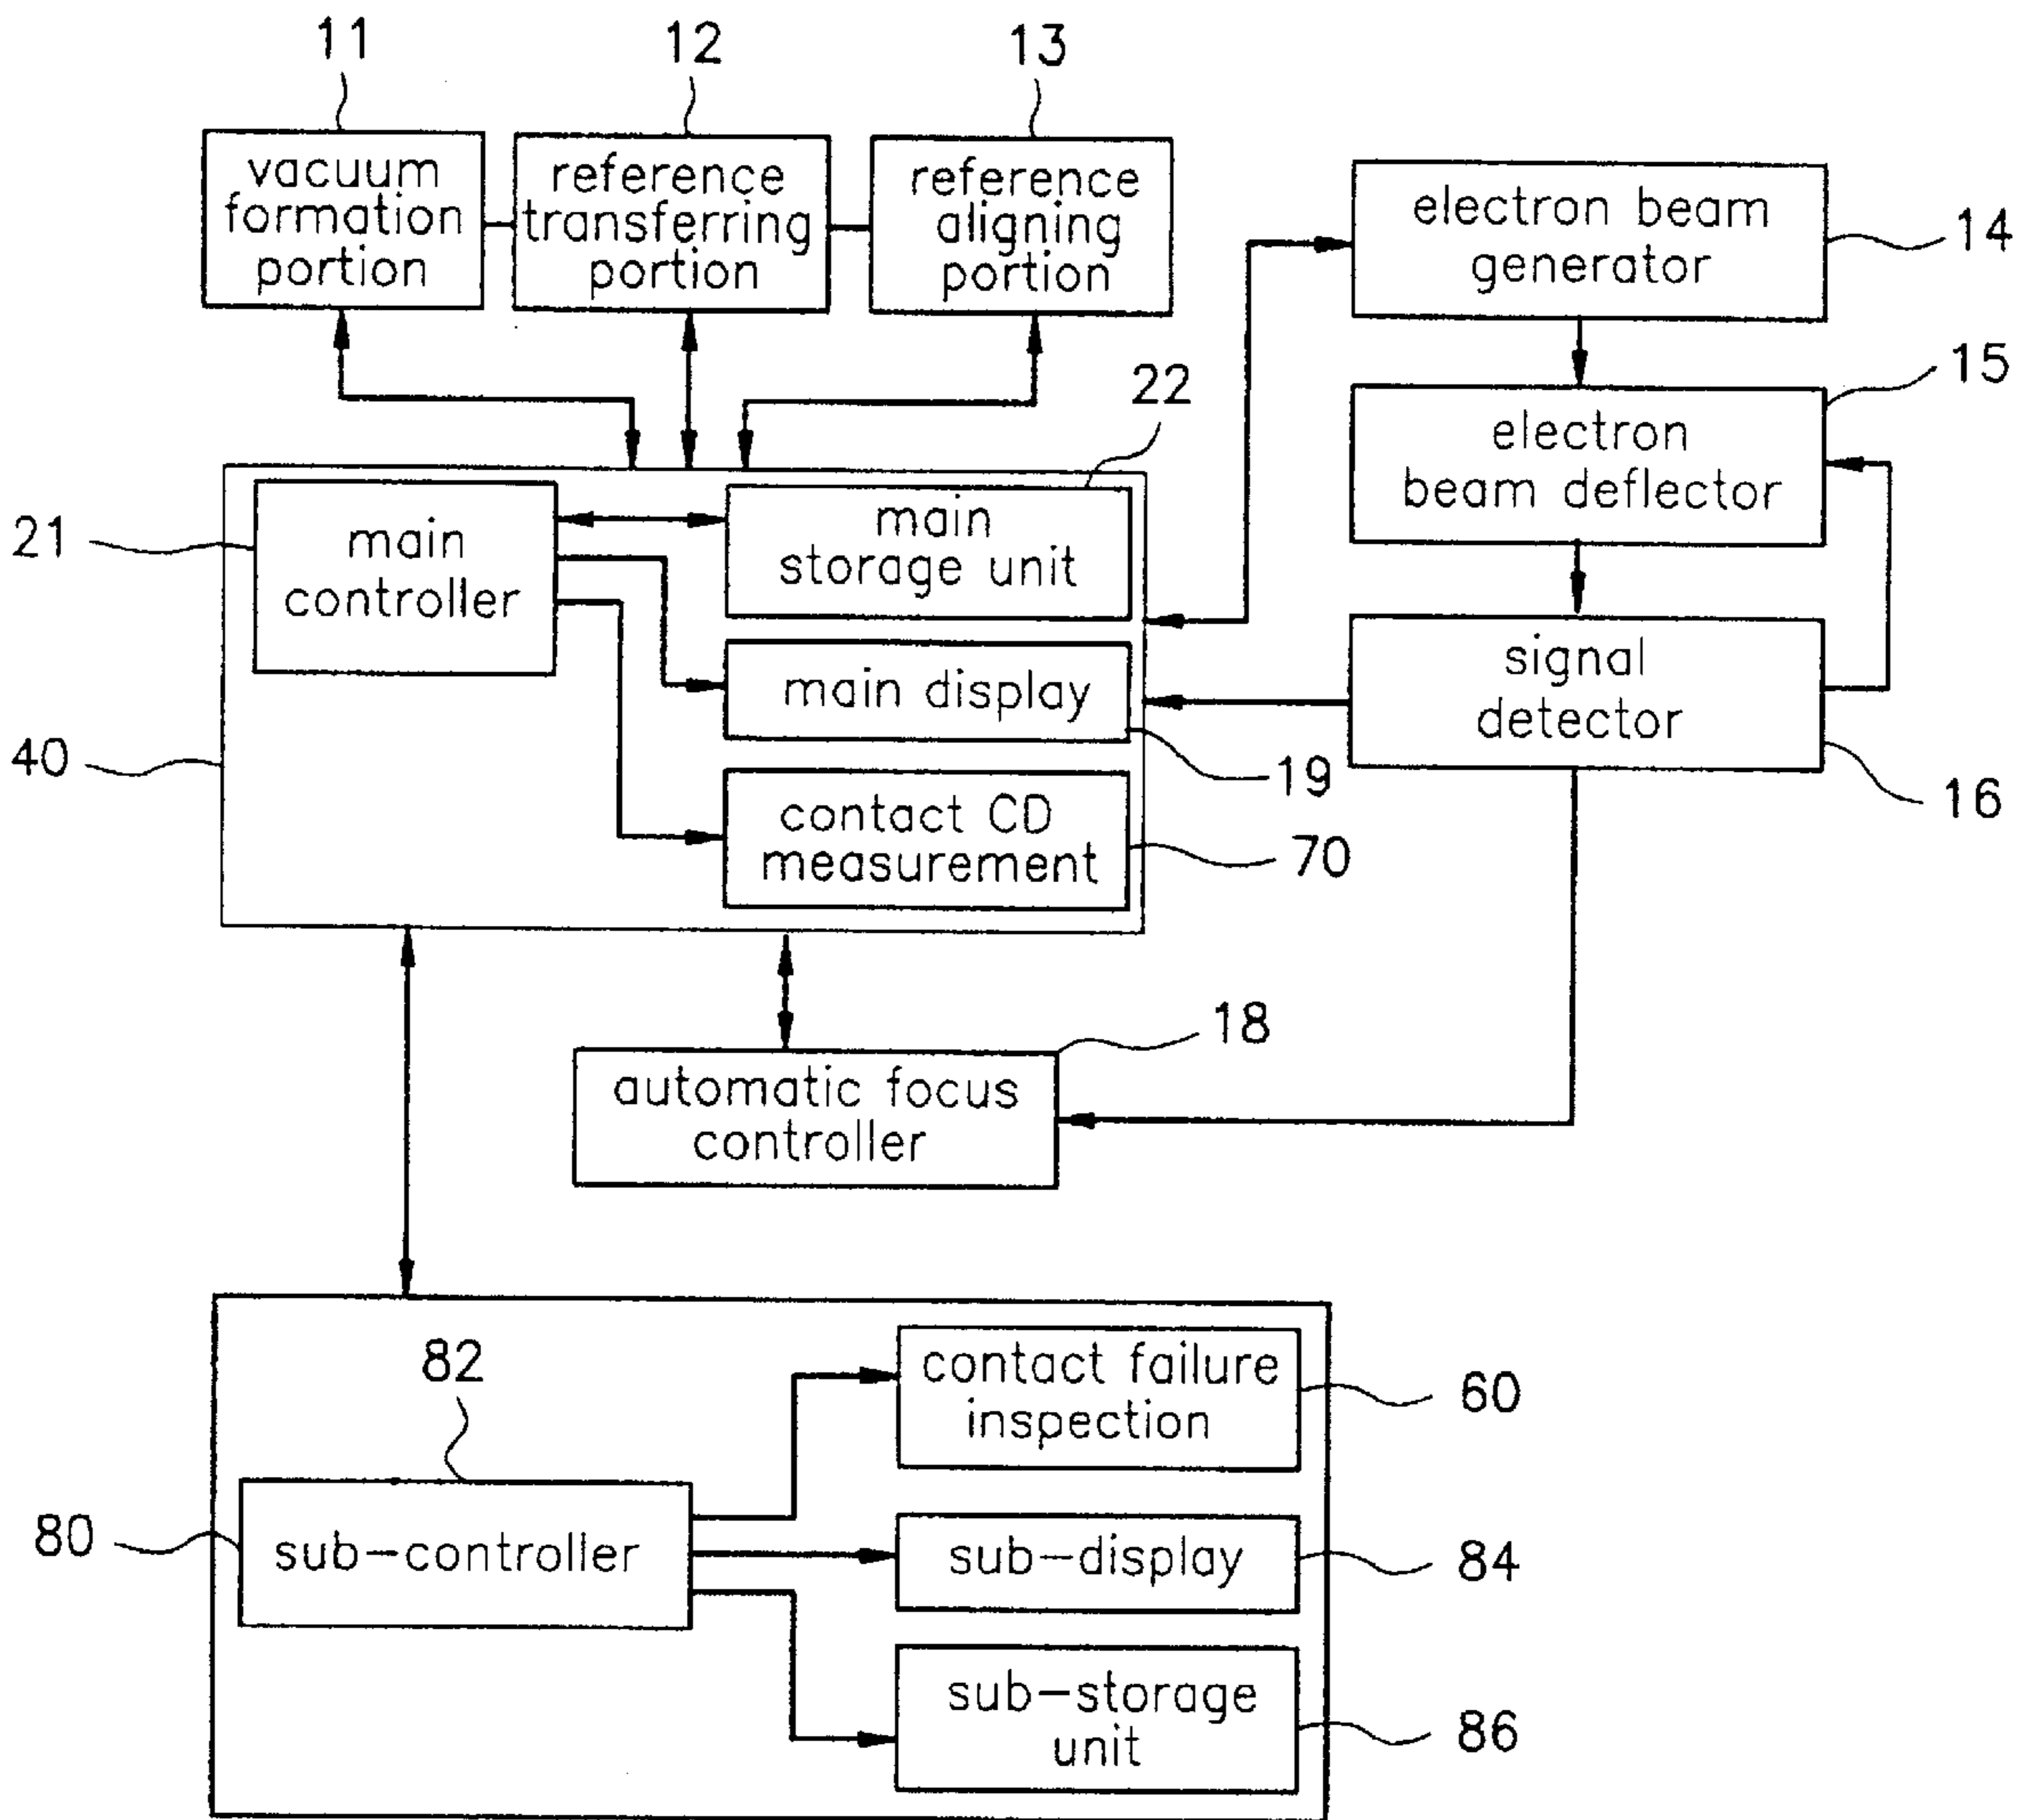 11
12
13
vacuum
formation
portion
reference
transferring
portion
reference
aligning
portion
electron beam
generator
14
22
15
electron
beam deflector
21
main
controller
main
storage unit
signal
detector
main display
40
19
16
contact CD
measurement
70
18
automatic focus
controller
82
contact failure
inspection
60
80
sub-controller
sub-display
84
sub-storage
unit
86